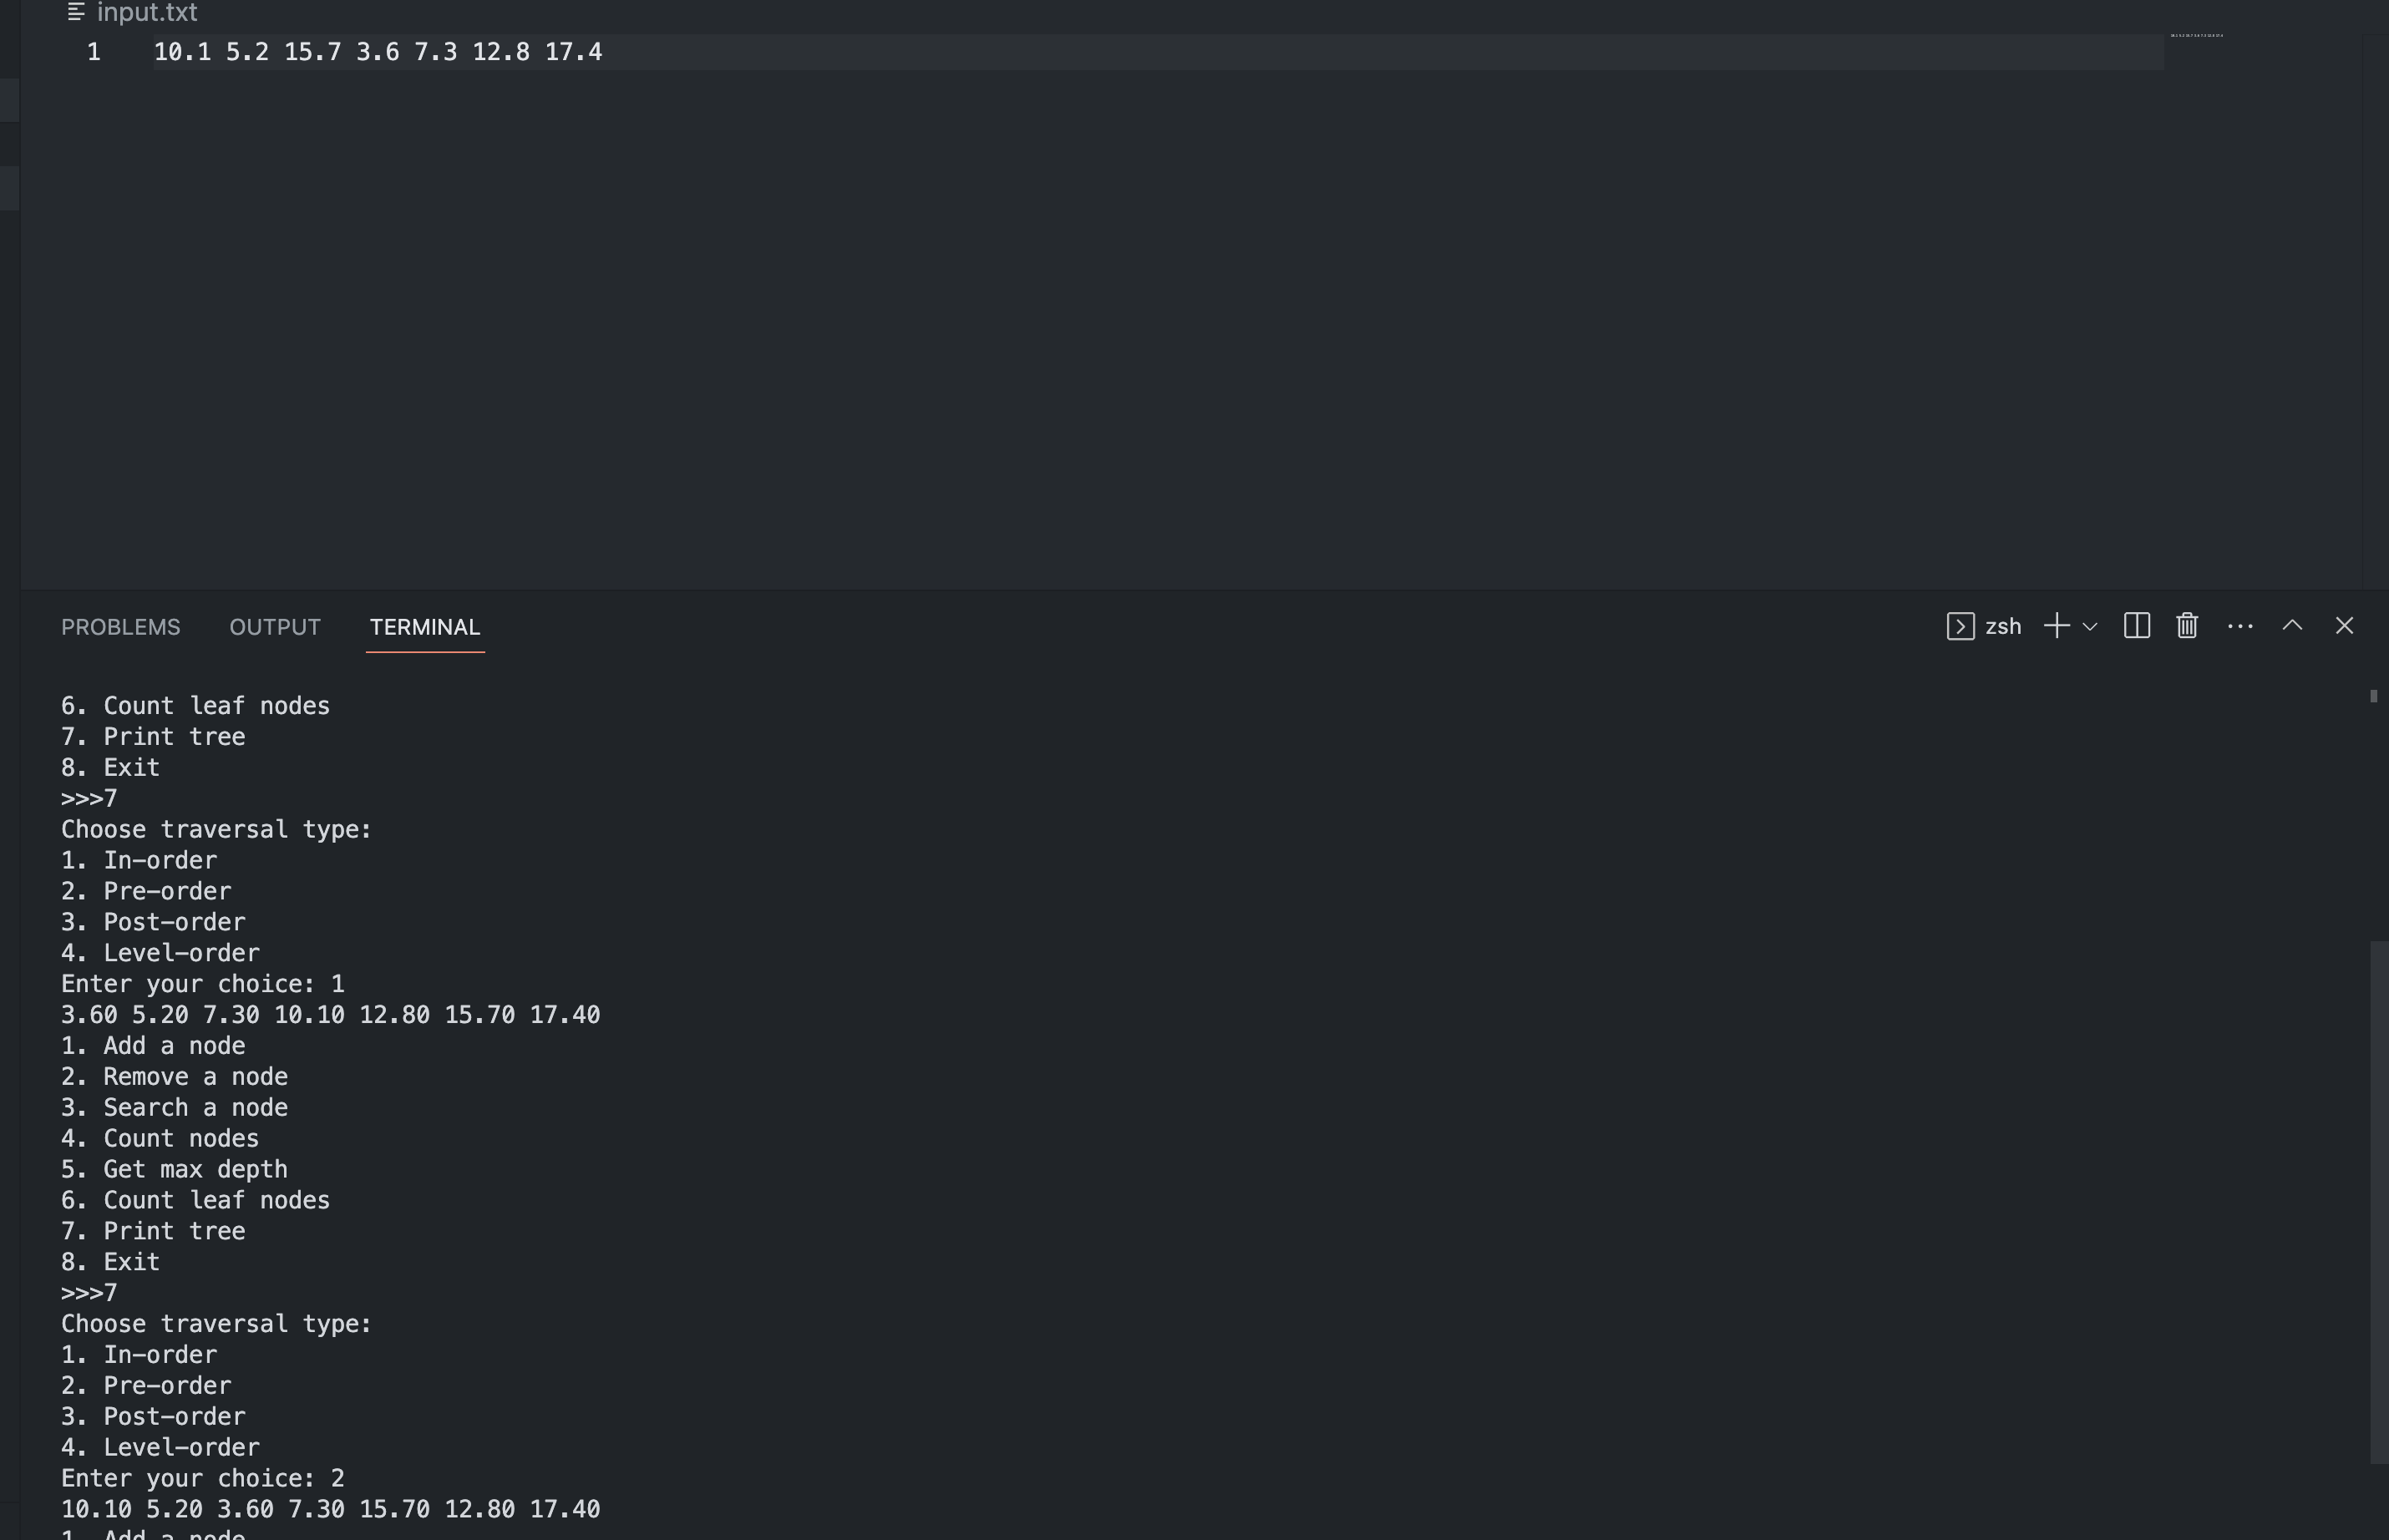 input.txt
1 10.1 5.2 15.7 3.6 7.3 12.8 17.4
PROBLEMS OUTPUT TERMINAL zsh
6. Count leaf nodes
7. Print tree
8. Exit
>>>7
Choose traversal type:
1. In-order
2. Pre-order
3. Post-order
4. Level-order
Enter your choice: 1
3.60 5.20 7.30 10.10 12.80 15.70 17.40
1. Add a node
2. Remove a node
3. Search a node
4. Count nodes
5. Get max depth
6. Count leaf nodes
7. Print tree
8. Exit
>>>7
Choose traversal type:
1. In-order
2. Pre-order
3. Post-order
4. Level-order
Enter your choice: 2
10.10 5.20 3.60 7.30 15.70 12.80 17.40
1. Add a node